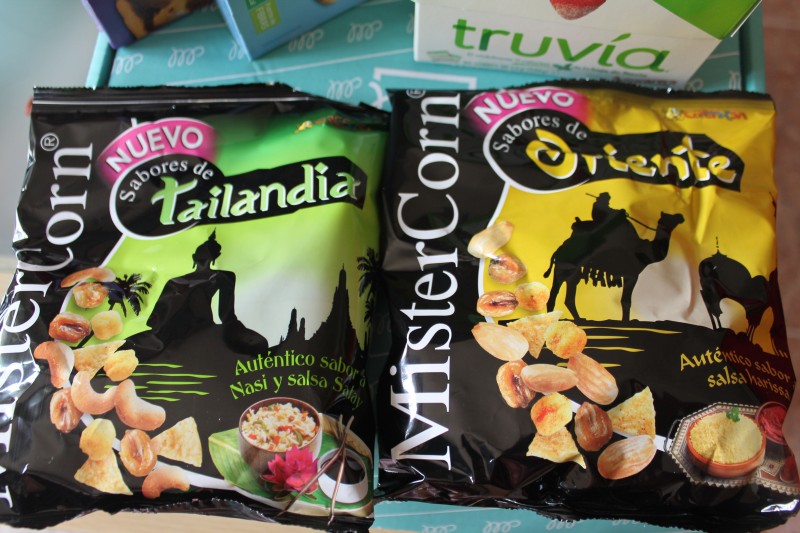 truvía
MisterCorn®
NUEVO
Sabores de
Tailandia
Auténtico sabor a
Nasi y salsa Satay
MisterCorn®
NUEVO
Sabores de
Oriente
Auténtico sabor
salsa harissa